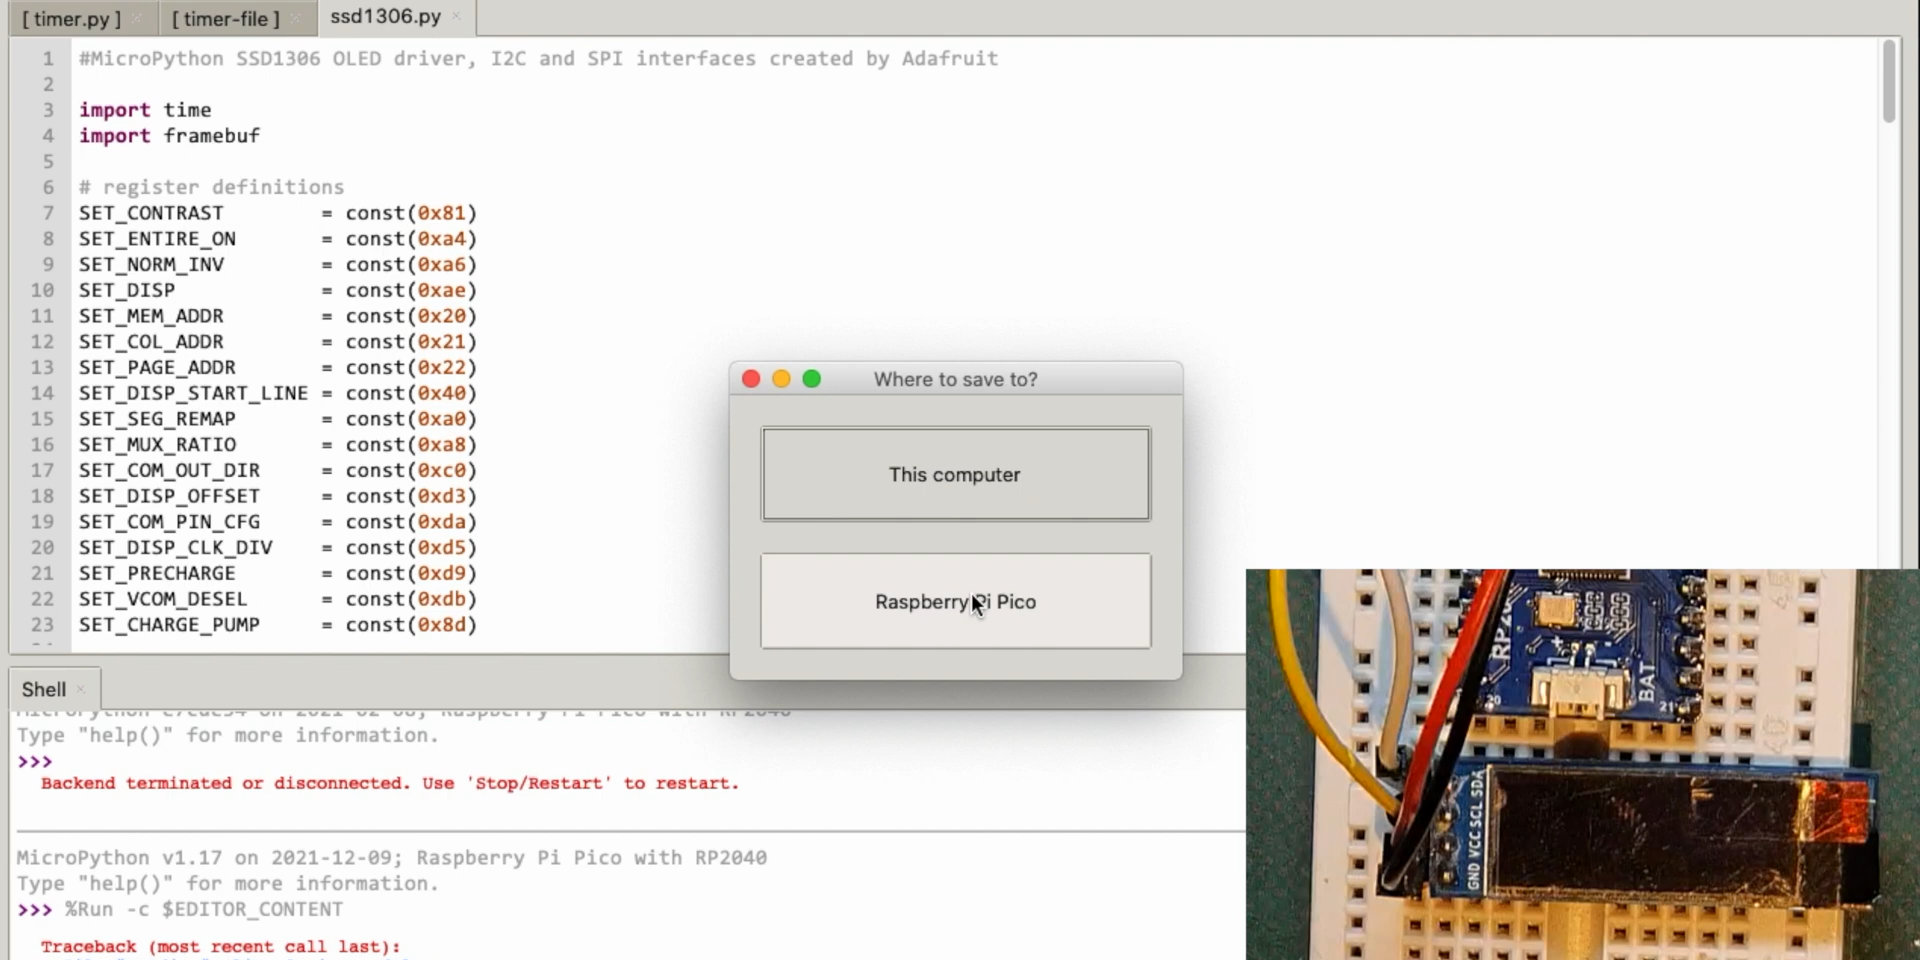 [ timer.py ] [ timer-file ] ssd1306.py
1 #MicroPython SSD1306 OLED driver, I2C and SPI interfaces created by Adafruit
2
3 import time
4 import framebuf
5
6 # register definitions
7 SET_CONTRAST = const(0x81)
8 SET_ENTIRE_ON = const(0xa4)
9 SET_NORM_INV = const(0xa6)
10 SET_DISP = const(0xae)
11 SET_MEM_ADDR = const(0x20)
12 SET_COL_ADDR = const(0x21)
13 SET_PAGE_ADDR = const(0x22)
14 SET_DISP_START_LINE = const(0x40)
15 SET_SEG_REMAP = const(0xa0)
16 SET_MUX_RATIO = const(0xa8)
17 SET_COM_OUT_DIR = const(0xc0)
18 SET_DISP_OFFSET = const(0xd3)
19 SET_COM_PIN_CFG = const(0xda)
20 SET_DISP_CLK_DIV = const(0xd5)
21 SET_PRECHARGE = const(0xd9)
22 SET_VCOM_DESEL = const(0xdb)
23 SET_CHARGE_PUMP = const(0x8d)
Where to save to?
This computer
Raspberry Pi Pico
Shell
Type "help()" for more information.
>>>
Backend terminated or disconnected. Use 'Stop/Restart' to restart.
MicroPython v1.17 on 2021-12-09; Raspberry Pi Pico with RP2040
Type "help()" for more information.
>>> %Run -c $EDITOR_CONTENT
Traceback (most recent call last):
BAT
21
GND VCC SCL SDA